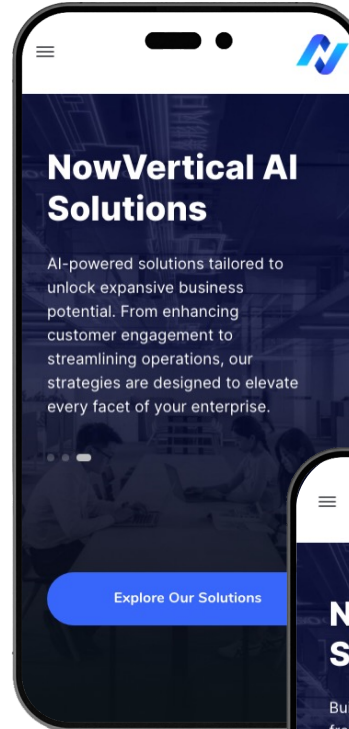 NowVertical AI
Solutions
AI-powered solutions tailored to
unlock expansive business
potential. From enhancing
customer engagement to
streamlining operations, our
strategies are designed to elevate
every facet of your enterprise.
Explore Our Solutions
N
S
Bu